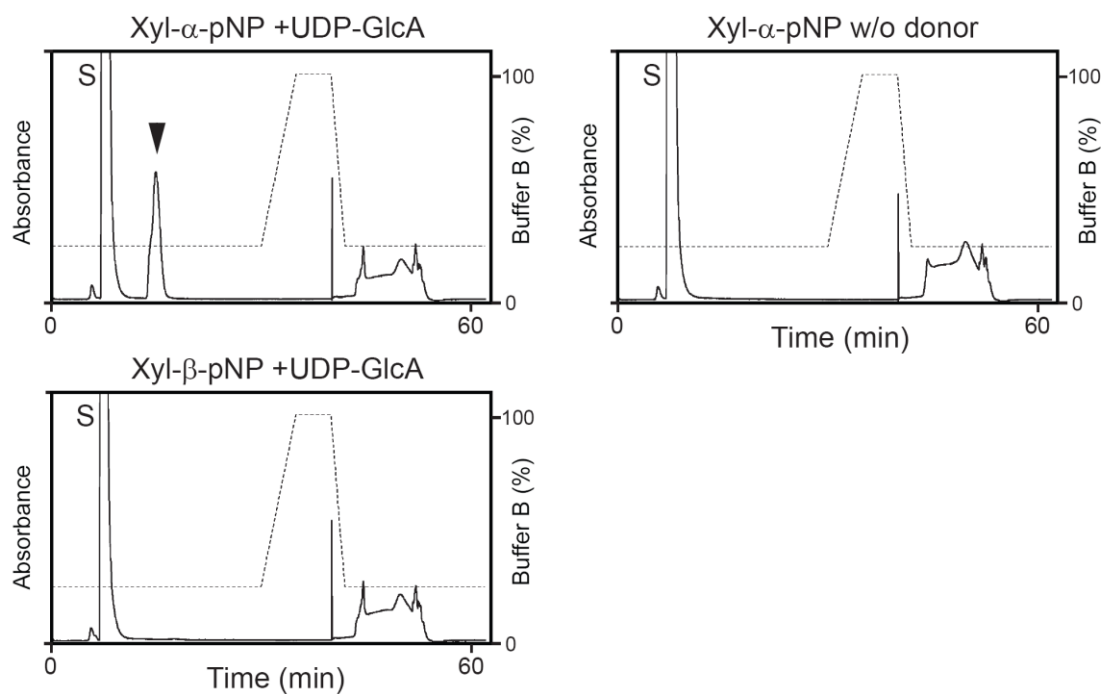 Xyl-α-pNP +UDP-GlcA
S
Absorbance
100
Buffer B (%)
0
0
60
Xyl-α-pNP w/o donor
S
Absorbance
100
Buffer B (%)
0
0
60
Time (min)
Xyl-β-pNP +UDP-GlcA
S
Absorbance
100
Buffer B (%)
0
0
60
Time (min)